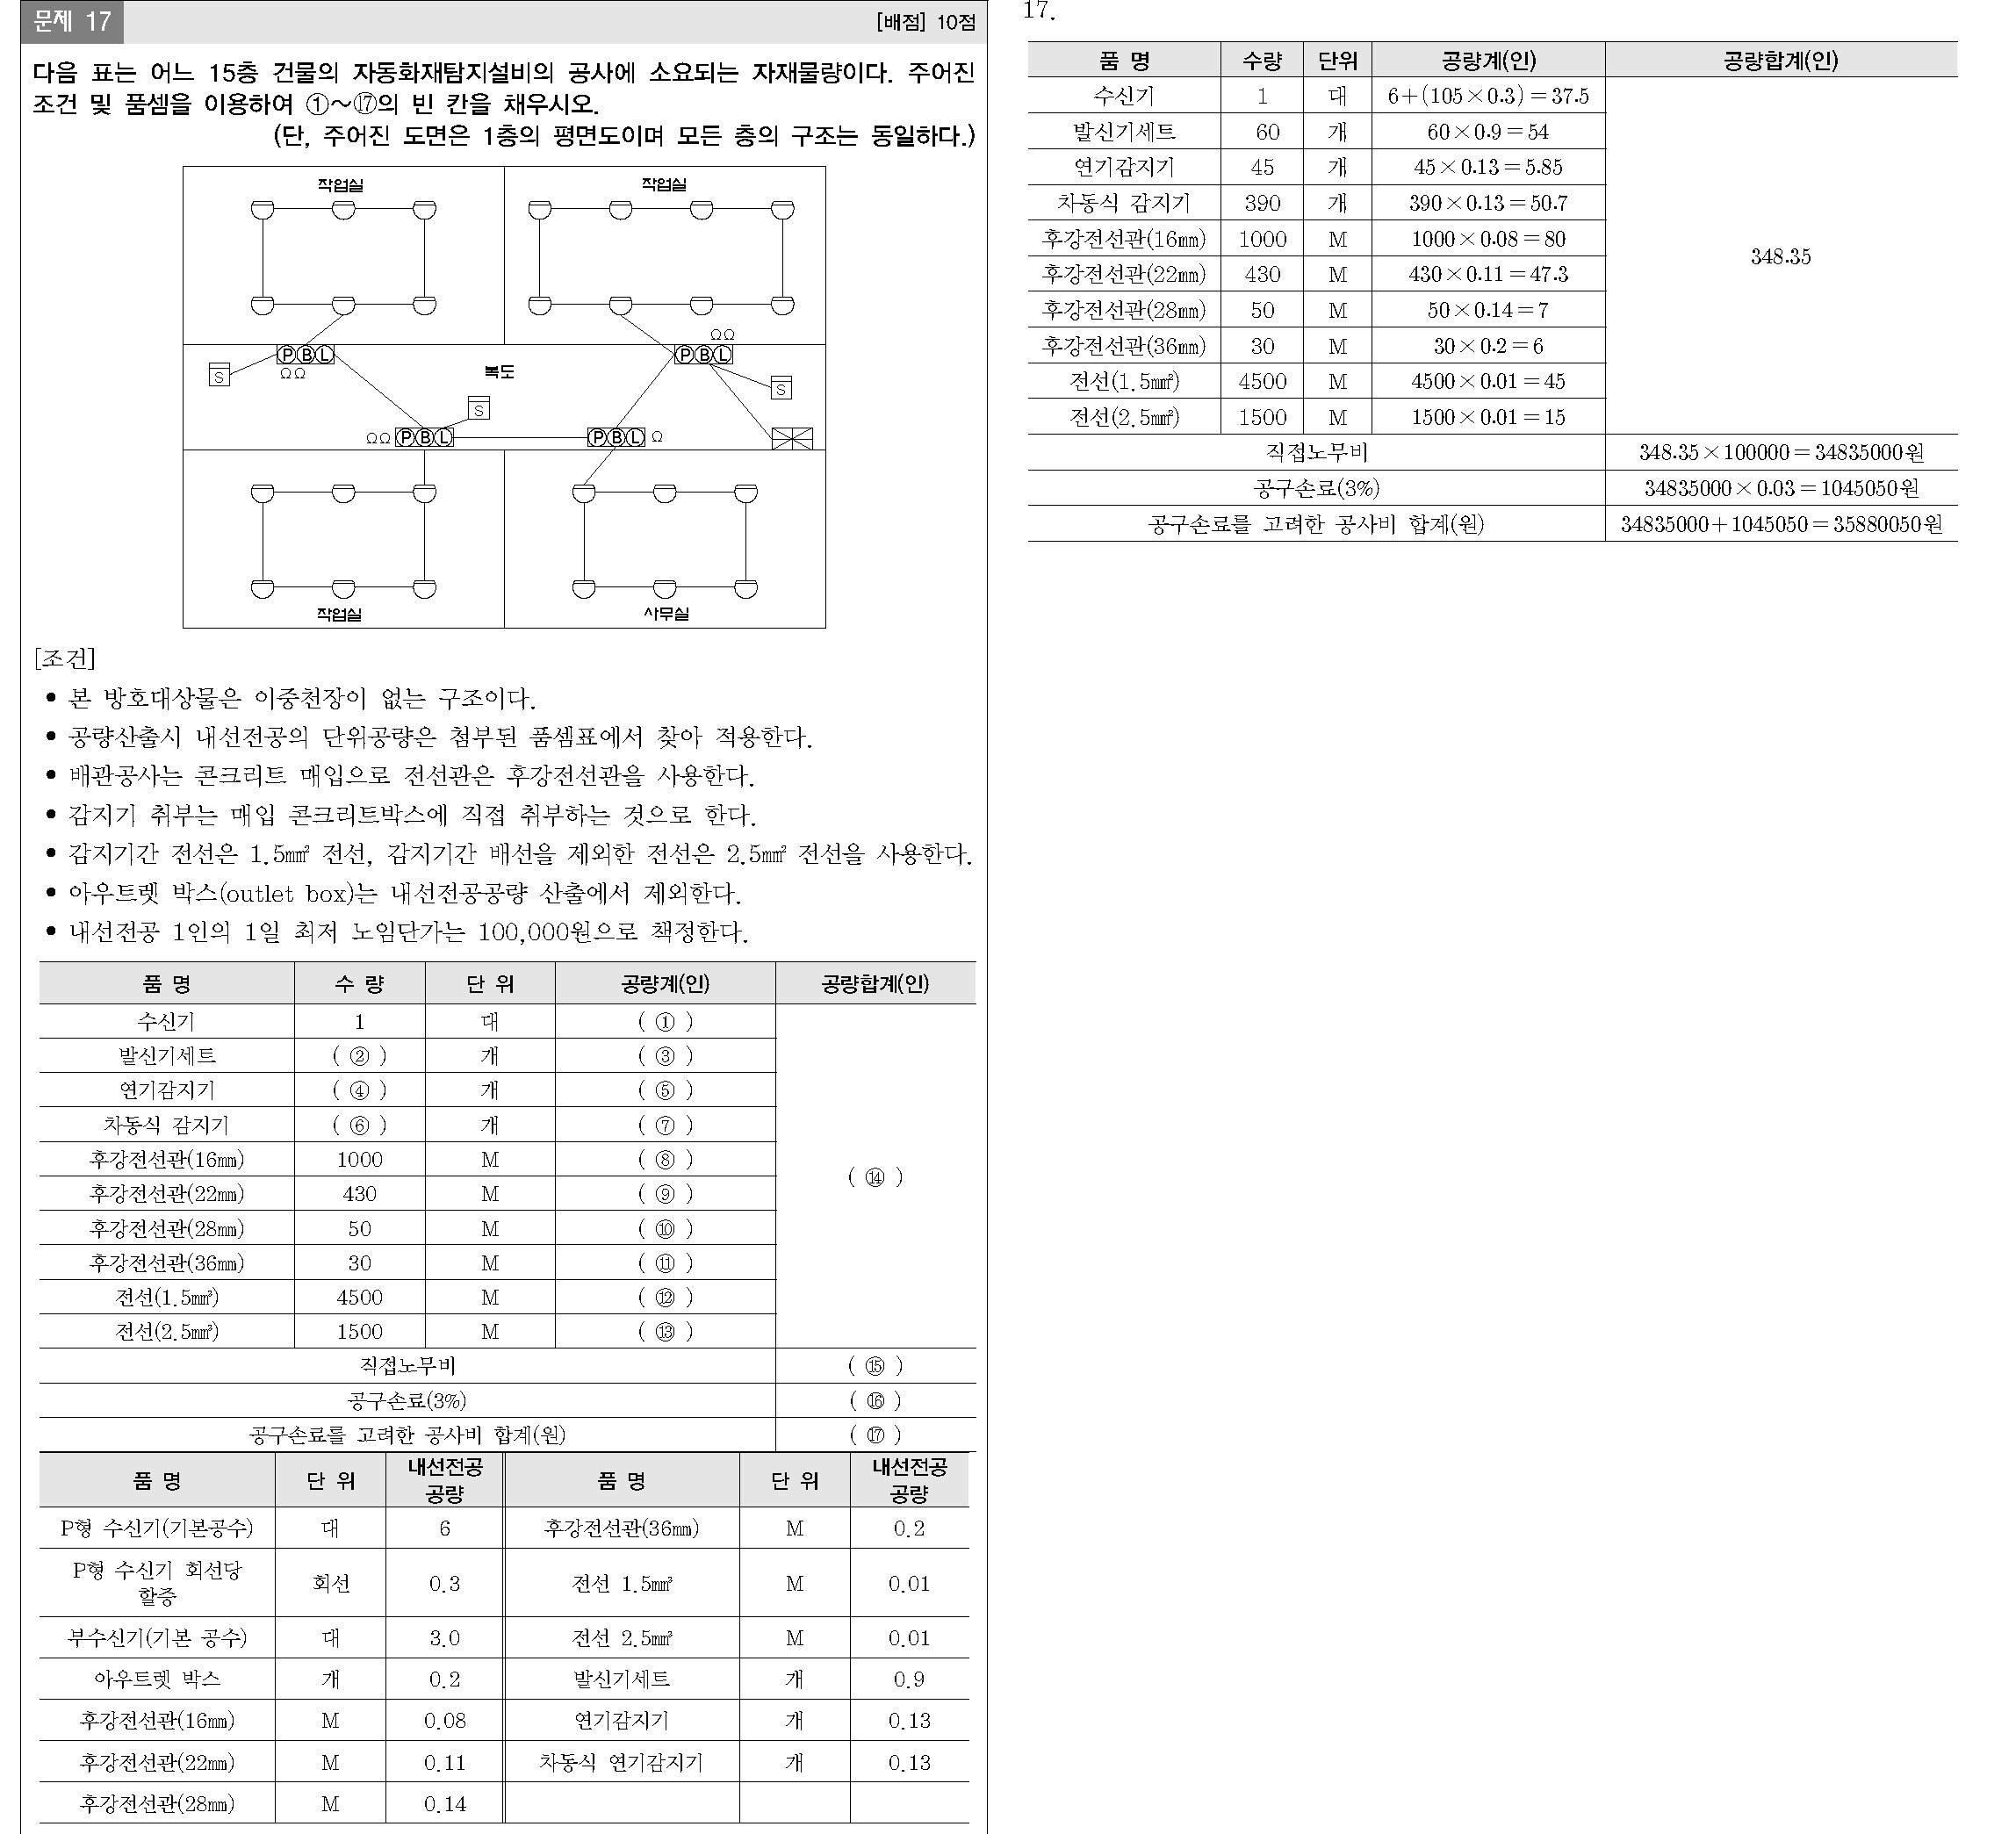 문제 17 [배점] 10점
다음 표는 어느 15층 건물의 자동화재탐지설비의 공사에 소요되는 자재물량이다. 주어진
조건 및 품셈을 이용하여 ①~⑰의 빈 칸을 채우시오.
(단, 주어진 도면은 1층의 평면도이며 모든 층의 구조는 동일하다.)
작업실 작업실
ΩΩ
ⓅⒷⓁ ⓅⒷⓁ
S ΩΩ 복도 S
S
ΩΩ ⓅⒷⓁ ⓅⒷⓁ Ω
작업실 사무실
[조건]
● 본 방호대상물은 이중천장이 없는 구조이다.
● 공량산출시 내선전공의 단위공량은 첨부된 품셈표에서 찾아 적용한다.
● 배관공사는 콘크리트 매입으로 전선관은 후강전선관을 사용한다.
● 감지기 취부는 매입 콘크리트박스에 직접 취부하는 것으로 한다.
● 감지기간 전선은 1.5㎟ 전선, 감지기간 배선을 제외한 전선은 2.5㎟ 전선을 사용한다.
● 아우트렛 박스(outlet box)는 내선전공공량 산출에서 제외한다.
● 내선전공 1인의 1일 최저 노임단가는 100,000원으로 책정한다.
품 명 수 량 단 위 공량계(인) 공량합계(인)
수신기 1 대 ( ① )
발신기세트 ( ② ) 개 ( ③ )
연기감지기 ( ④ ) 개 ( ⑤ )
차동식 감지기 ( ⑥ ) 개 ( ⑦ )
후강전선관(16㎜) 1000 M ( ⑧ )
( ⑭ )
후강전선관(22㎜) 430 M ( ⑨ )
후강전선관(28㎜) 50 M ( ⑩ )
후강전선관(36㎜) 30 M ( ⑪ )
전선(1.5㎟) 4500 M ( ⑫ )
전선(2.5㎟) 1500 M ( ⑬ )
직접노무비 ( ⑮ )
공구손료(3%) ( ⑯ )
공구손료를 고려한 공사비 합계(원) ( ⑰ )
품 명 단 위 내선전공 공량 품 명 단 위 내선전공 공량
P형 수신기(기본공수) 대 6 후강전선관(36㎜) M 0.2
P형 수신기 회선당 할증 회선 0.3 전선 1.5㎟ M 0.01
부수신기(기본 공수) 대 3.0 전선 2.5㎟ M 0.01
아우트렛 박스 개 0.2 발신기세트 개 0.9
후강전선관(16㎜) M 0.08 연기감지기 개 0.13
후강전선관(22㎜) M 0.11 차동식 연기감지기 개 0.13
후강전선관(28㎜) M 0.14
17.
품 명 수량 단위 공량계(인) 공량합계(인)
수신기 1 대 6+(105×0.3)=37.5
발신기세트 60 개 60×0.9=54
연기감지기 45 개 45×0.13=5.85
차동식 감지기 390 개 390×0.13=50.7
후강전선관(16㎜) 1000 M 1000×0.08=80
348.35
후강전선관(22㎜) 430 M 430×0.11=47.3
후강전선관(28㎜) 50 M 50×0.14=7
후강전선관(36㎜) 30 M 30×0.2=6
전선(1.5㎟) 4500 M 4500×0.01=45
전선(2.5㎟) 1500 M 1500×0.01=15
직접노무비 348.35×100000=34835000원
공구손료(3%) 34835000×0.03=1045050원
공구손료를 고려한 공사비 합계(원) 34835000+1045050=35880050원